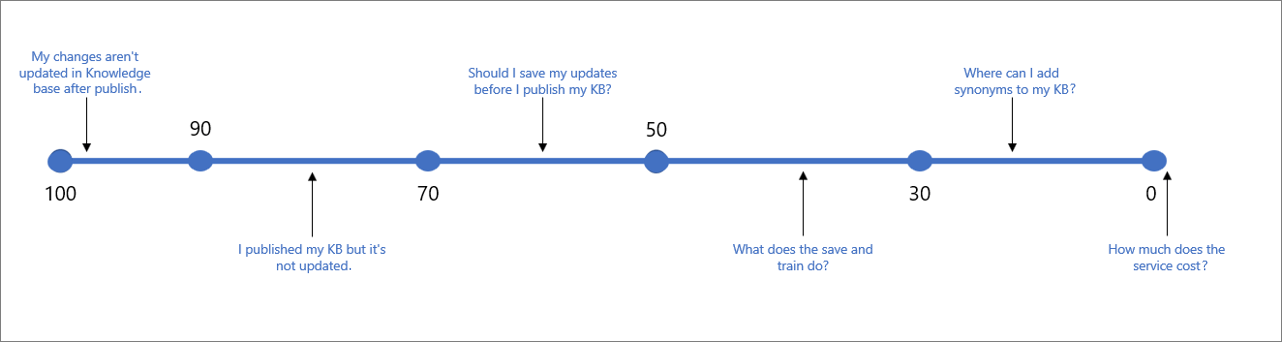 My changes aren't
updated in Knowledge
base after publish.
Should I save my updates
before I publish my KB?
Where can I add
synonyms to my KB?
90
50
100
70
30
0
I published my KB but it's
not updated.
What does the save and
train do?
How much does the
service cost?